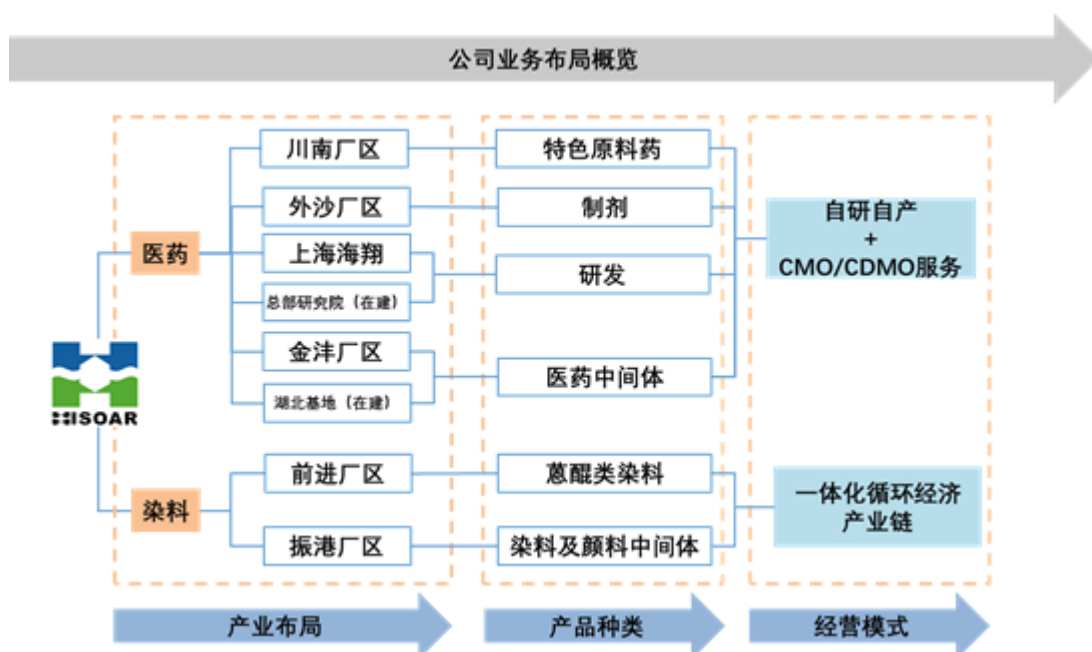 公司业务布局概览
川南厂区
特色原料药
外沙厂区
制剂
自研自产
+
CMO/CDMO服务
医药
上海海翔
研发
总部研究院（在建）
金沣厂区
医药中间体
湖北基地（在建）
HISOAR
前进厂区
蒽醌类染料
染料
一体化循环经济
产业链
振港厂区
染料及颜料中间体
产业布局
产品种类
经营模式